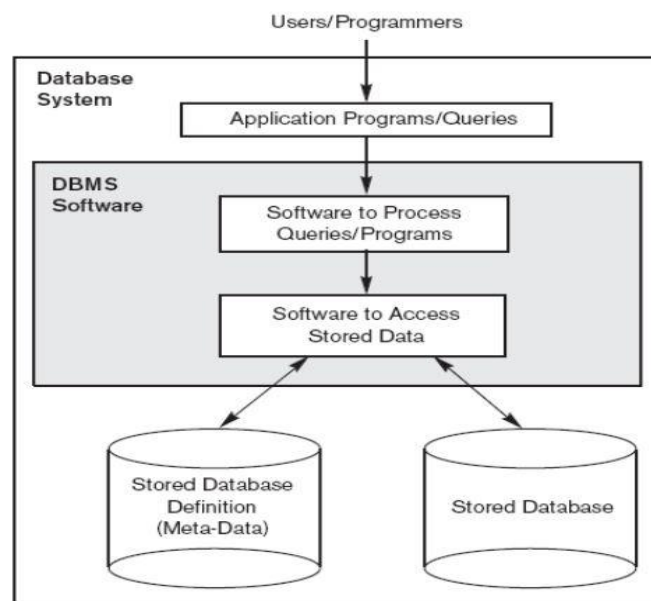 Users/Programmers
Database
System
Application Programs/Queries
DBMS
Software
Software to Process
Queries/Programs
Software to Access
Stored Data
Stored Database
Definition
(Meta-Data)
Stored Database